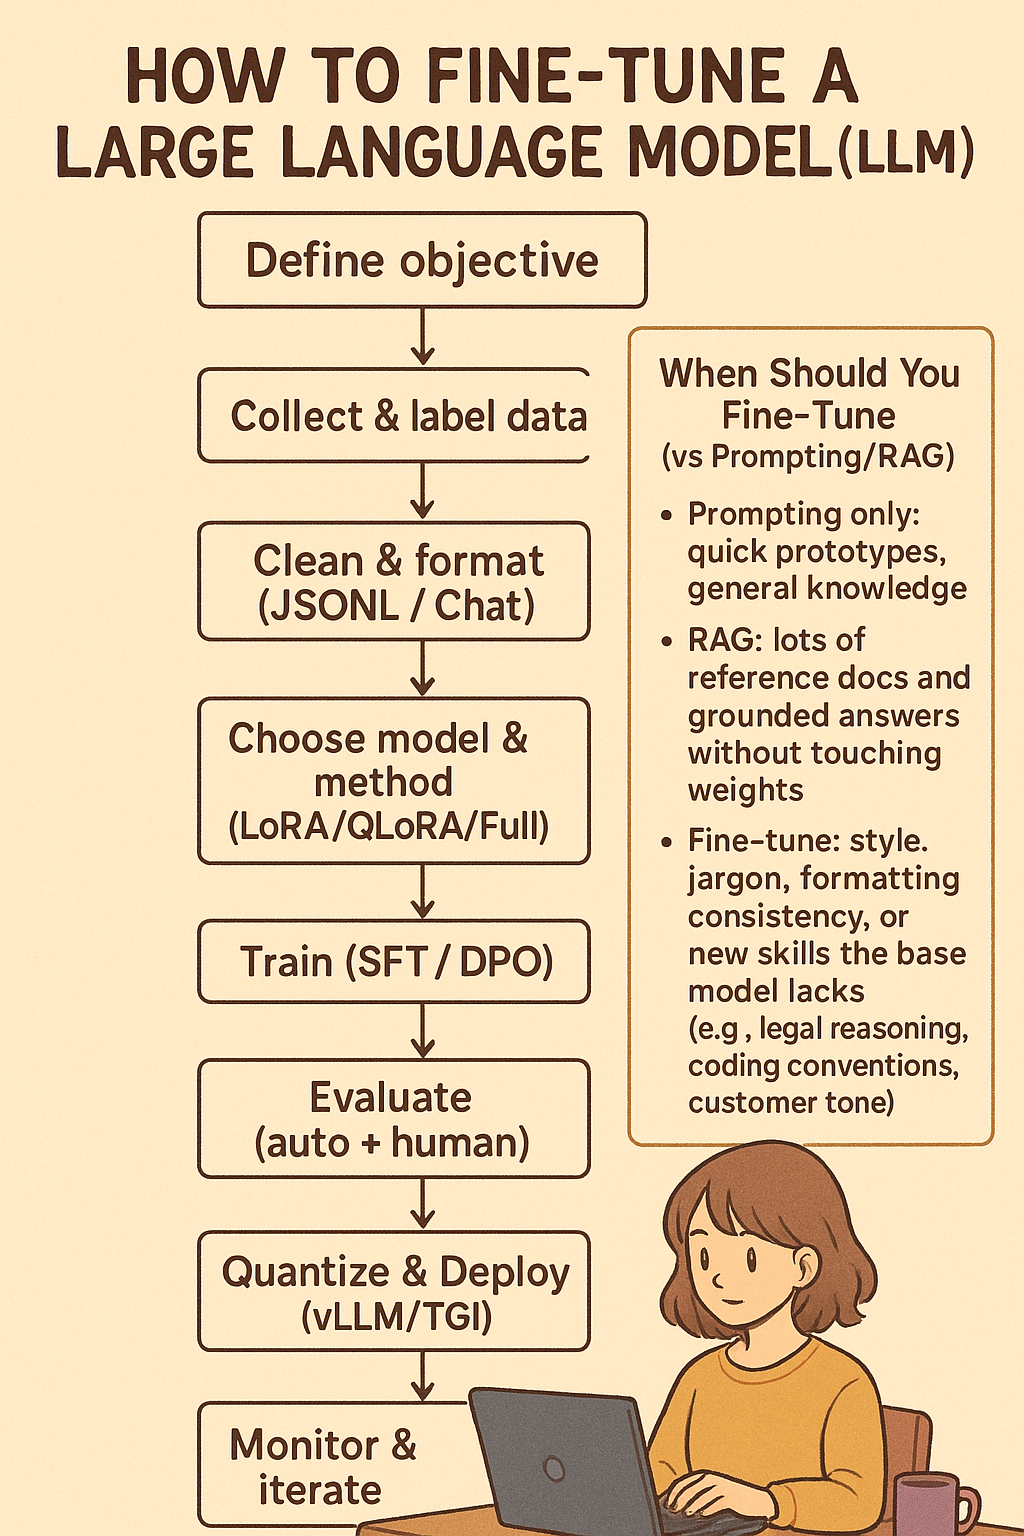 HOW TO FINE-TUNE A
LARGE LANGUAGE MODEL(LLM)
Define objective
Collect & label data
Clean & format
(JSONL / Chat)
Choose model &
method
(LoRA/QLoRA/Full)
Train (SFT / DPO)
Evaluate
(auto + human)
Quantize & Deploy
(vLLM/TGI)
Monitor &
iterate
When Should You
Fine-Tune
(vs Prompting/RAG)
• Prompting only:
quick prototypes,
general knowledge
• RAG: lots of
reference docs and
grounded answers
without touching
weights
• Fine-tune: style.
jargon, formatting
consistency, or
new skills the base
model lacks
(e.g , legal reasoning,
coding conventions,
customer tone)